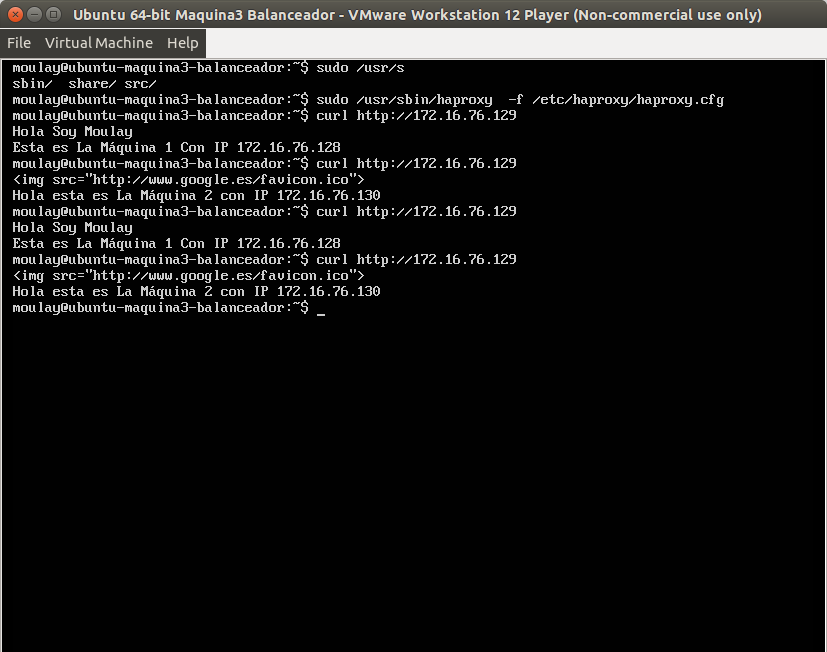 Ubuntu 64-bit Maquina3 Balanceador - VMware Workstation 12 Player (Non-commercial use only)
File Virtual Machine Help
moulay@ubuntu-maquina3-balanceador:~$ sudo /usr/s
sbin/  share/ src/
moulay@ubuntu-maquina3-balanceador:~$ sudo /usr/sbin/haproxy  -f /etc/haproxy/haproxy.cfg
moulay@ubuntu-maquina3-balanceador:~$ curl http://172.16.76.129
Hola Soy Moulay
Esta es La Máquina 1 Con IP 172.16.76.128
moulay@ubuntu-maquina3-balanceador:~$ curl http://172.16.76.129
<img src="http://www.google.es/favicon.ico">
Hola esta es La Máquina 2 con IP 172.16.76.130
moulay@ubuntu-maquina3-balanceador:~$ curl http://172.16.76.129
Hola Soy Moulay
Esta es La Máquina 1 Con IP 172.16.76.128
moulay@ubuntu-maquina3-balanceador:~$ curl http://172.16.76.129
<img src="http://www.google.es/favicon.ico">
Hola esta es La Máquina 2 con IP 172.16.76.130
moulay@ubuntu-maquina3-balanceador:~$ _